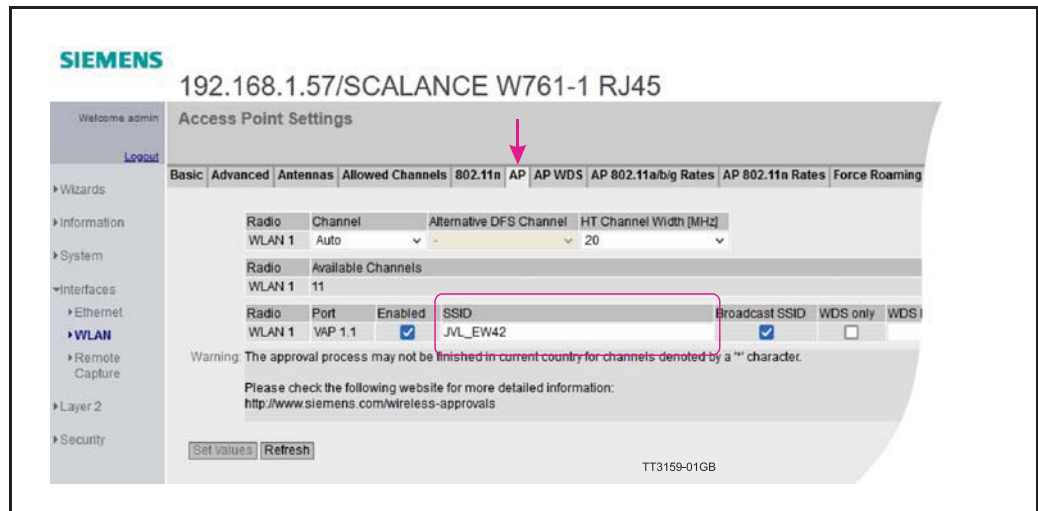 SIEMENS
192.168.1.57/SCALANCE W761-1 RJ45
Welcome admin
Logout
Access Point Settings
Basic Advanced Antennas Allowed Channels 802.11n AP AP WDS AP 802.11a/b/g Rates AP 802.11n Rates Force Roaming
Wizards
Information
System
Interfaces
Ethernet
WLAN
Remote
Capture
Layer 2
Security
Radio Channel Alternative DFS Channel HT Channel Width [MHz]
WLAN 1 Auto - 20
Radio Available Channels
WLAN 1 11
Radio Port Enabled SSID Broadcast SSID WDS only WDS
WLAN 1 VAP 1.1 JVL_EW42
Warning: The approval process may not be finished in current country for channels denoted by a "*" character.
Please check the following website for more detailed information:
http://www.siemens.com/wireless-approvals
Set Values Refresh
TT3159-01GB